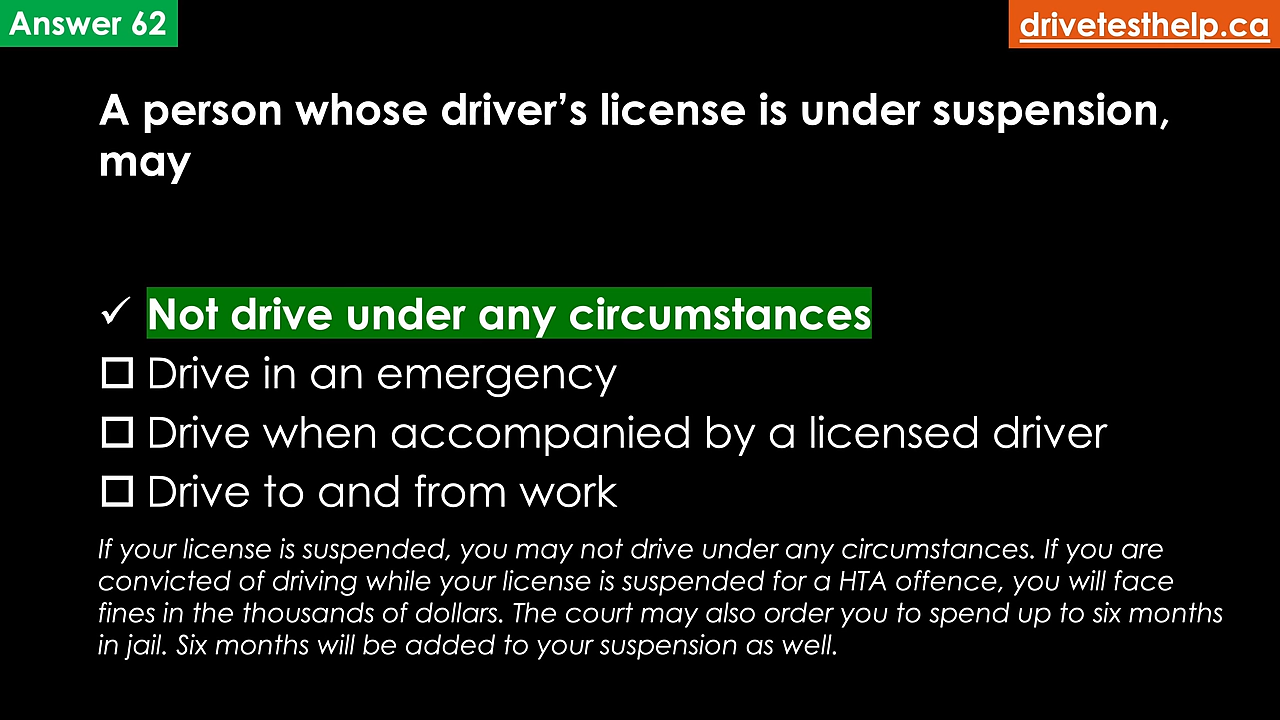 Answer 62
drivetesthelp.ca
A person whose driver’s license is under suspension,
may
✓ Not drive under any circumstances
☐ Drive in an emergency
☐ Drive when accompanied by a licensed driver
☐ Drive to and from work
If your license is suspended, you may not drive under any circumstances. If you are
convicted of driving while your license is suspended for a HTA offence, you will face
fines in the thousands of dollars. The court may also order you to spend up to six months
in jail. Six months will be added to your suspension as well.